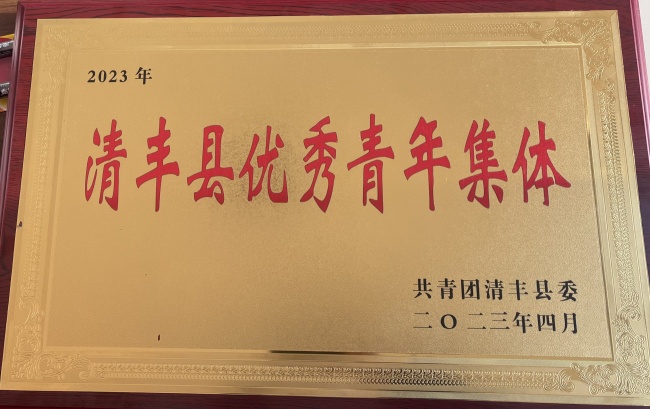 2023 年
清丰县优秀青年集体
共青团清丰县委
二〇二三年四月